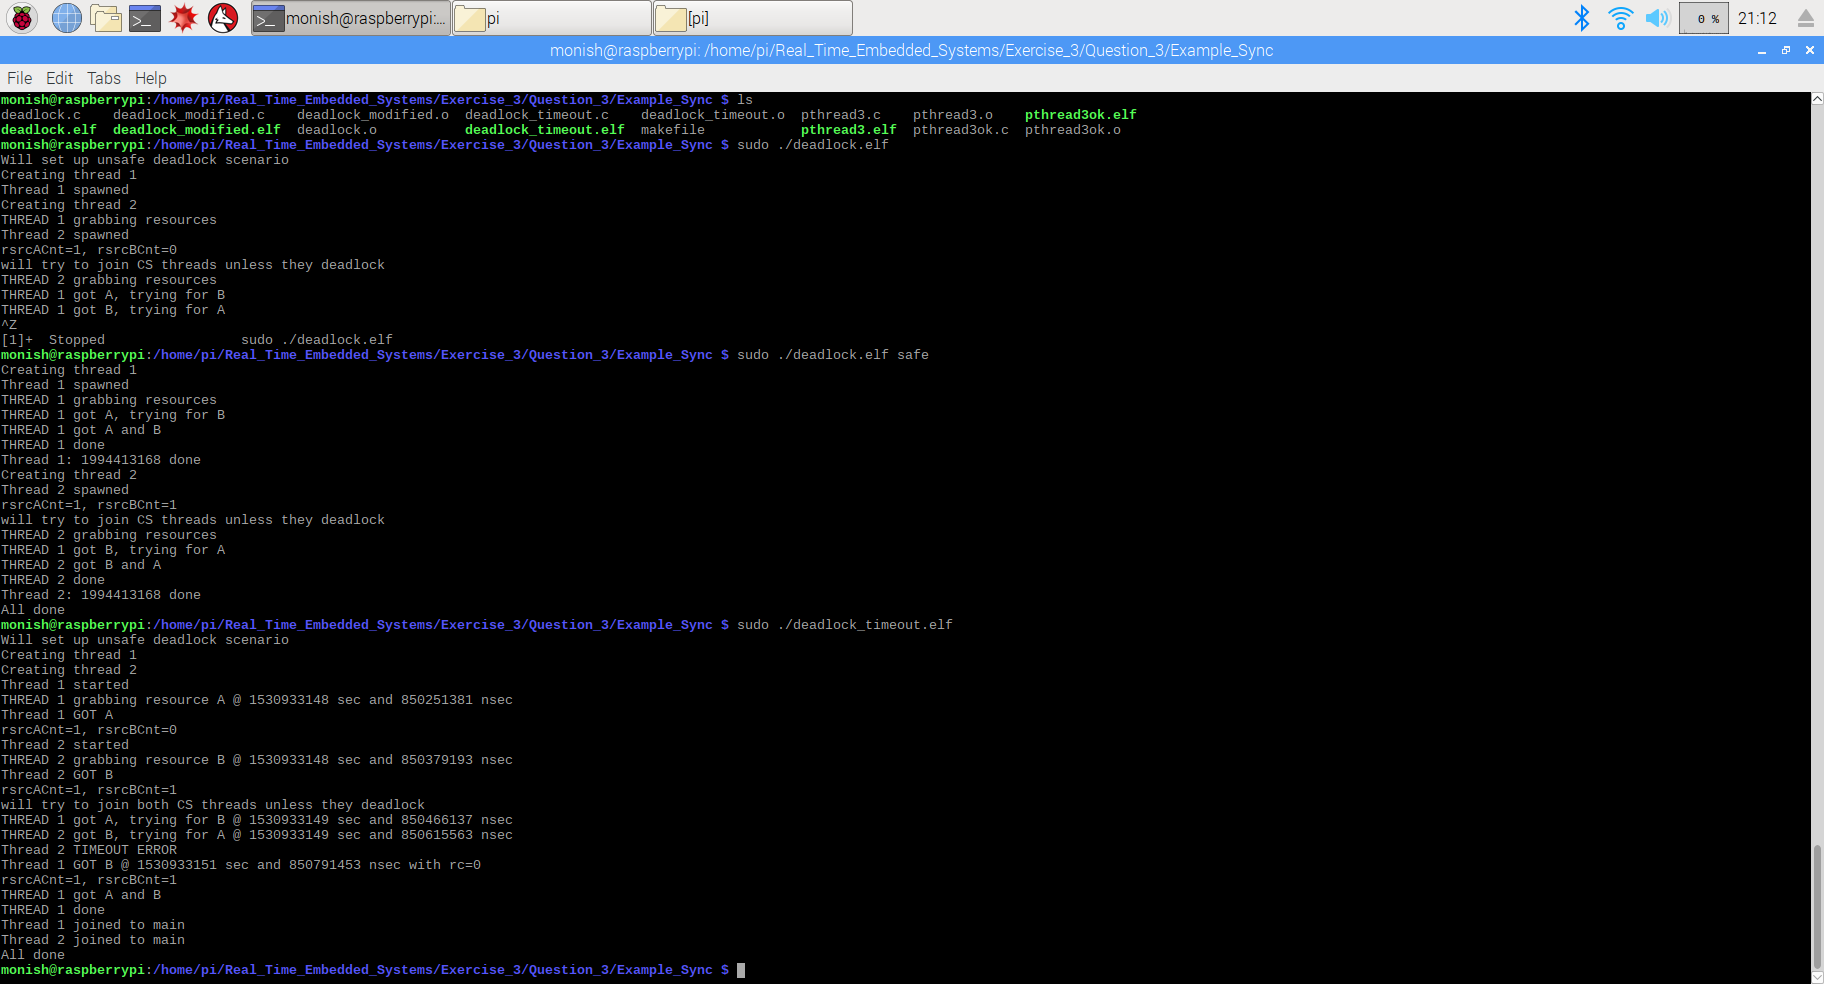 monish@raspberrypi:... pi [pi] 0 % 21:12
monish@raspberrypi: /home/pi/Real_Time_Embedded_Systems/Exercise_3/Question_3/Example_Sync
File Edit Tabs Help
monish@raspberrypi:/home/pi/Real_Time_Embedded_Systems/Exercise_3/Question_3/Example_Sync $ ls
deadlock.c    deadlock_modified.c    deadlock_modified.o  deadlock_timeout.c    deadlock_timeout.o  pthread3.c    pthread3.o    pthread3ok.elf
deadlock.elf  deadlock_modified.elf  deadlock.o           deadlock_timeout.elf  makefile            pthread3.elf  pthread3ok.c  pthread3ok.o
monish@raspberrypi:/home/pi/Real_Time_Embedded_Systems/Exercise_3/Question_3/Example_Sync $ sudo ./deadlock.elf
Will set up unsafe deadlock scenario
Creating thread 1
Thread 1 spawned
Creating thread 2
THREAD 1 grabbing resources
Thread 2 spawned
rsrcACnt=1, rsrcBCnt=0
will try to join CS threads unless they deadlock
THREAD 2 grabbing resources
THREAD 1 got A, trying for B
THREAD 1 got B, trying for A
^Z
[1]+  Stopped                 sudo ./deadlock.elf
monish@raspberrypi:/home/pi/Real_Time_Embedded_Systems/Exercise_3/Question_3/Example_Sync $ sudo ./deadlock.elf safe
Creating thread 1
Thread 1 spawned
THREAD 1 grabbing resources
THREAD 1 got A, trying for B
THREAD 1 got A and B
THREAD 1 done
Thread 1: 1994413168 done
Creating thread 2
Thread 2 spawned
rsrcACnt=1, rsrcBCnt=1
will try to join CS threads unless they deadlock
THREAD 2 grabbing resources
THREAD 1 got B, trying for A
THREAD 2 got B and A
THREAD 2 done
Thread 2: 1994413168 done
All done
monish@raspberrypi:/home/pi/Real_Time_Embedded_Systems/Exercise_3/Question_3/Example_Sync $ sudo ./deadlock_timeout.elf
Will set up unsafe deadlock scenario
Creating thread 1
Creating thread 2
Thread 1 started
THREAD 1 grabbing resource A @ 1530933148 sec and 850251381 nsec
Thread 1 GOT A
rsrcACnt=1, rsrcBCnt=0
Thread 2 started
THREAD 2 grabbing resource B @ 1530933148 sec and 850379193 nsec
Thread 2 GOT B
rsrcACnt=1, rsrcBCnt=1
will try to join both CS threads unless they deadlock
THREAD 1 got A, trying for B @ 1530933149 sec and 850466137 nsec
THREAD 2 got B, trying for A @ 1530933149 sec and 850615563 nsec
Thread 2 TIMEOUT ERROR
Thread 1 GOT B @ 1530933151 sec and 850791453 nsec with rc=0
rsrcACnt=1, rsrcBCnt=1
THREAD 1 got A and B
THREAD 1 done
Thread 1 joined to main
Thread 2 joined to main
All done
monish@raspberrypi:/home/pi/Real_Time_Embedded_Systems/Exercise_3/Question_3/Example_Sync $